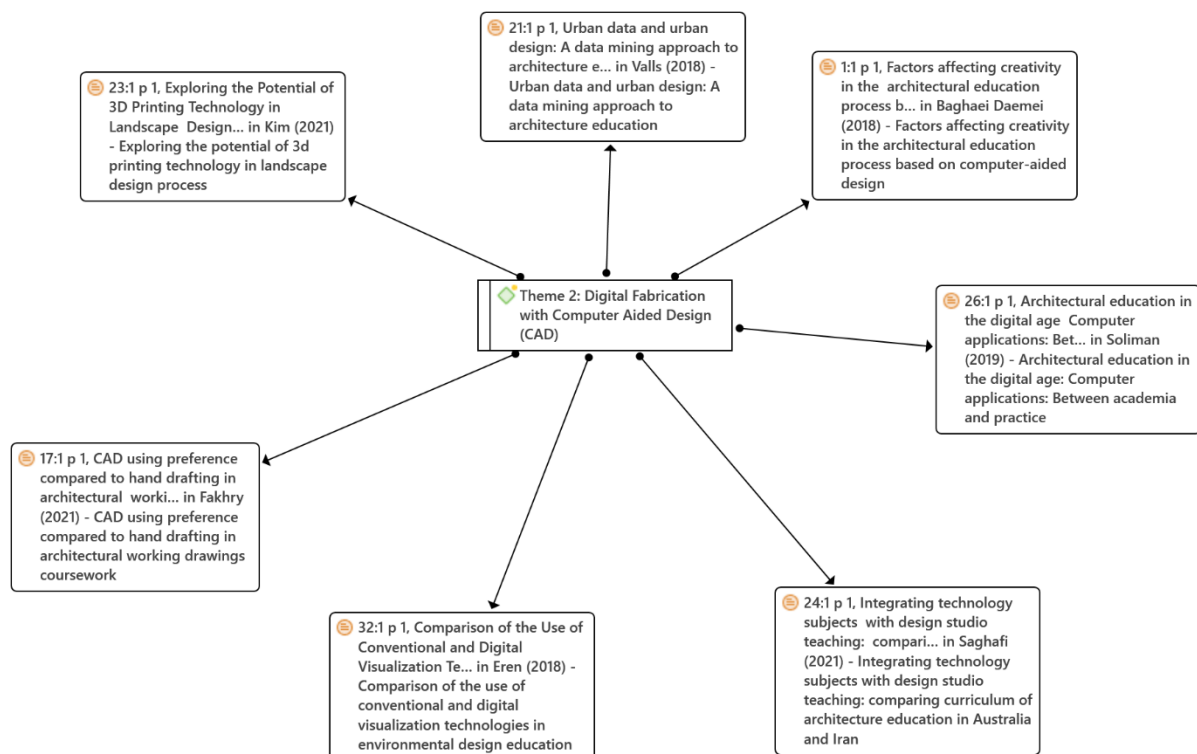 21:1 p 1, Urban data and urban
design: A data mining approach to
architecture e... in Valls (2018) -
Urban data and urban design: A
data mining approach to
architecture education
1:1 p 1, Factors affecting creativity
in the architectural education
process b... in Baghaei Daemei
(2018) - Factors affecting creativity
in the architectural education
process based on computer-aided
design
23:1 p 1, Exploring the Potential of
3D Printing Technology in
Landscape Design... in Kim (2021)
- Exploring the potential of 3d
printing technology in landscape
design process
Theme 2: Digital Fabrication
with Computer Aided Design
(CAD)
26:1 p 1, Architectural education in
the digital age Computer
applications: Bet... in Soliman
(2019) - Architectural education in
the digital age: Computer
applications: Between academia
and practice
17:1 p 1, CAD using preference
compared to hand drafting in
architectural worki... in Fakhry
(2021) - CAD using preference
compared to hand drafting in
architectural working drawings
coursework
32:1 p 1, Comparison of the Use of
Conventional and Digital
Visualization Te... in Eren (2018) -
Comparison of the use of
conventional and digital
visualization technologies in
environmental design education
24:1 p 1, Integrating technology
subjects with design studio
teaching: compari... in Saghafi
(2021) - Integrating technology
subjects with design studio
teaching: comparing curriculum of
architecture education in Australia
and Iran